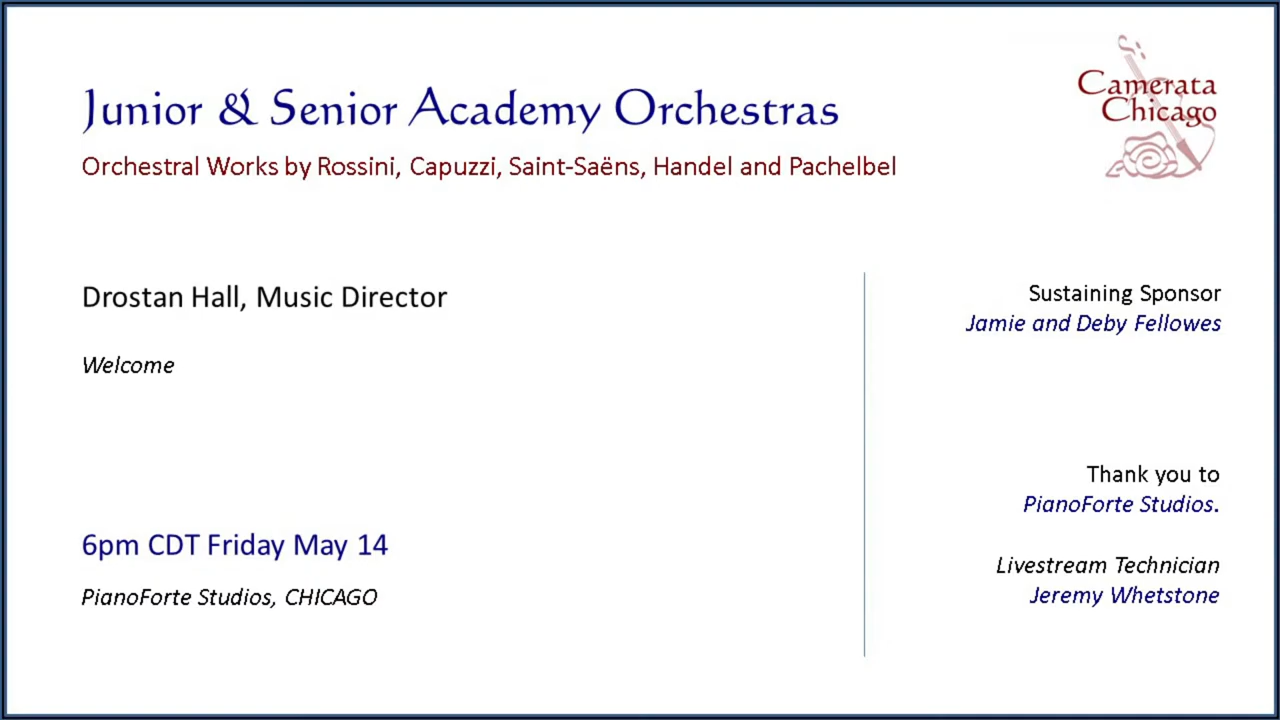 Junior & Senior Academy Orchestras
Orchestral Works by Rossini, Capuzzi, Saint-Saëns, Handel and Pachelbel
Camerata
Chicago
Drostan Hall, Music Director
Welcome
6pm CDT Friday May 14
PianoForte Studios, CHICAGO
Sustaining Sponsor
Jamie and Deby Fellowes
Thank you to
PianoForte Studios.
Livestream Technician
Jeremy Whetstone